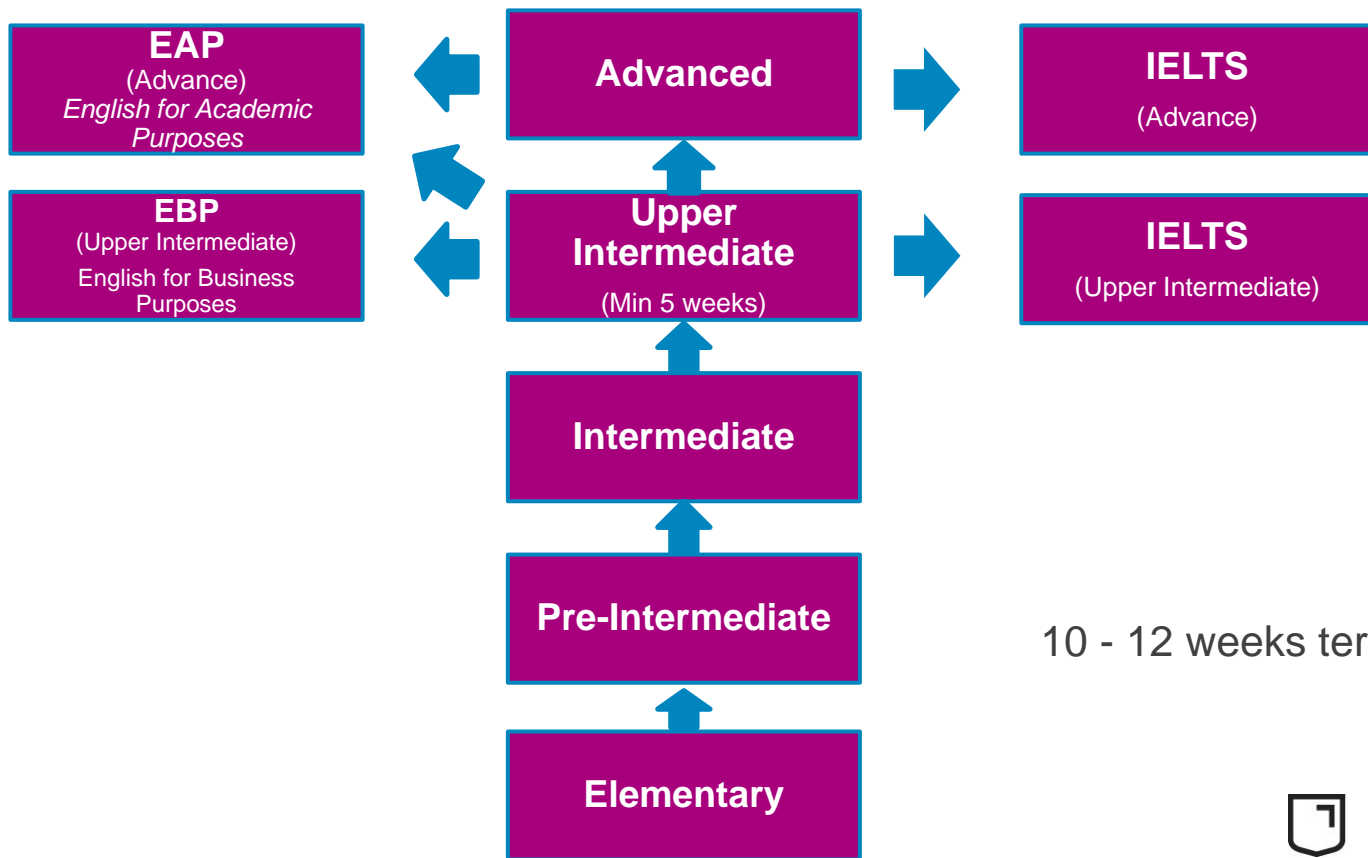 EAP
(Advance)
English for Academic
Purposes
Advanced
IELTS
(Advance)
EBP
(Upper Intermediate)
English for Business
Purposes
Upper
Intermediate
(Min 5 weeks)
IELTS
(Upper Intermediate)
Intermediate
Pre-Intermediate
10 - 12 weeks ter
Elementary